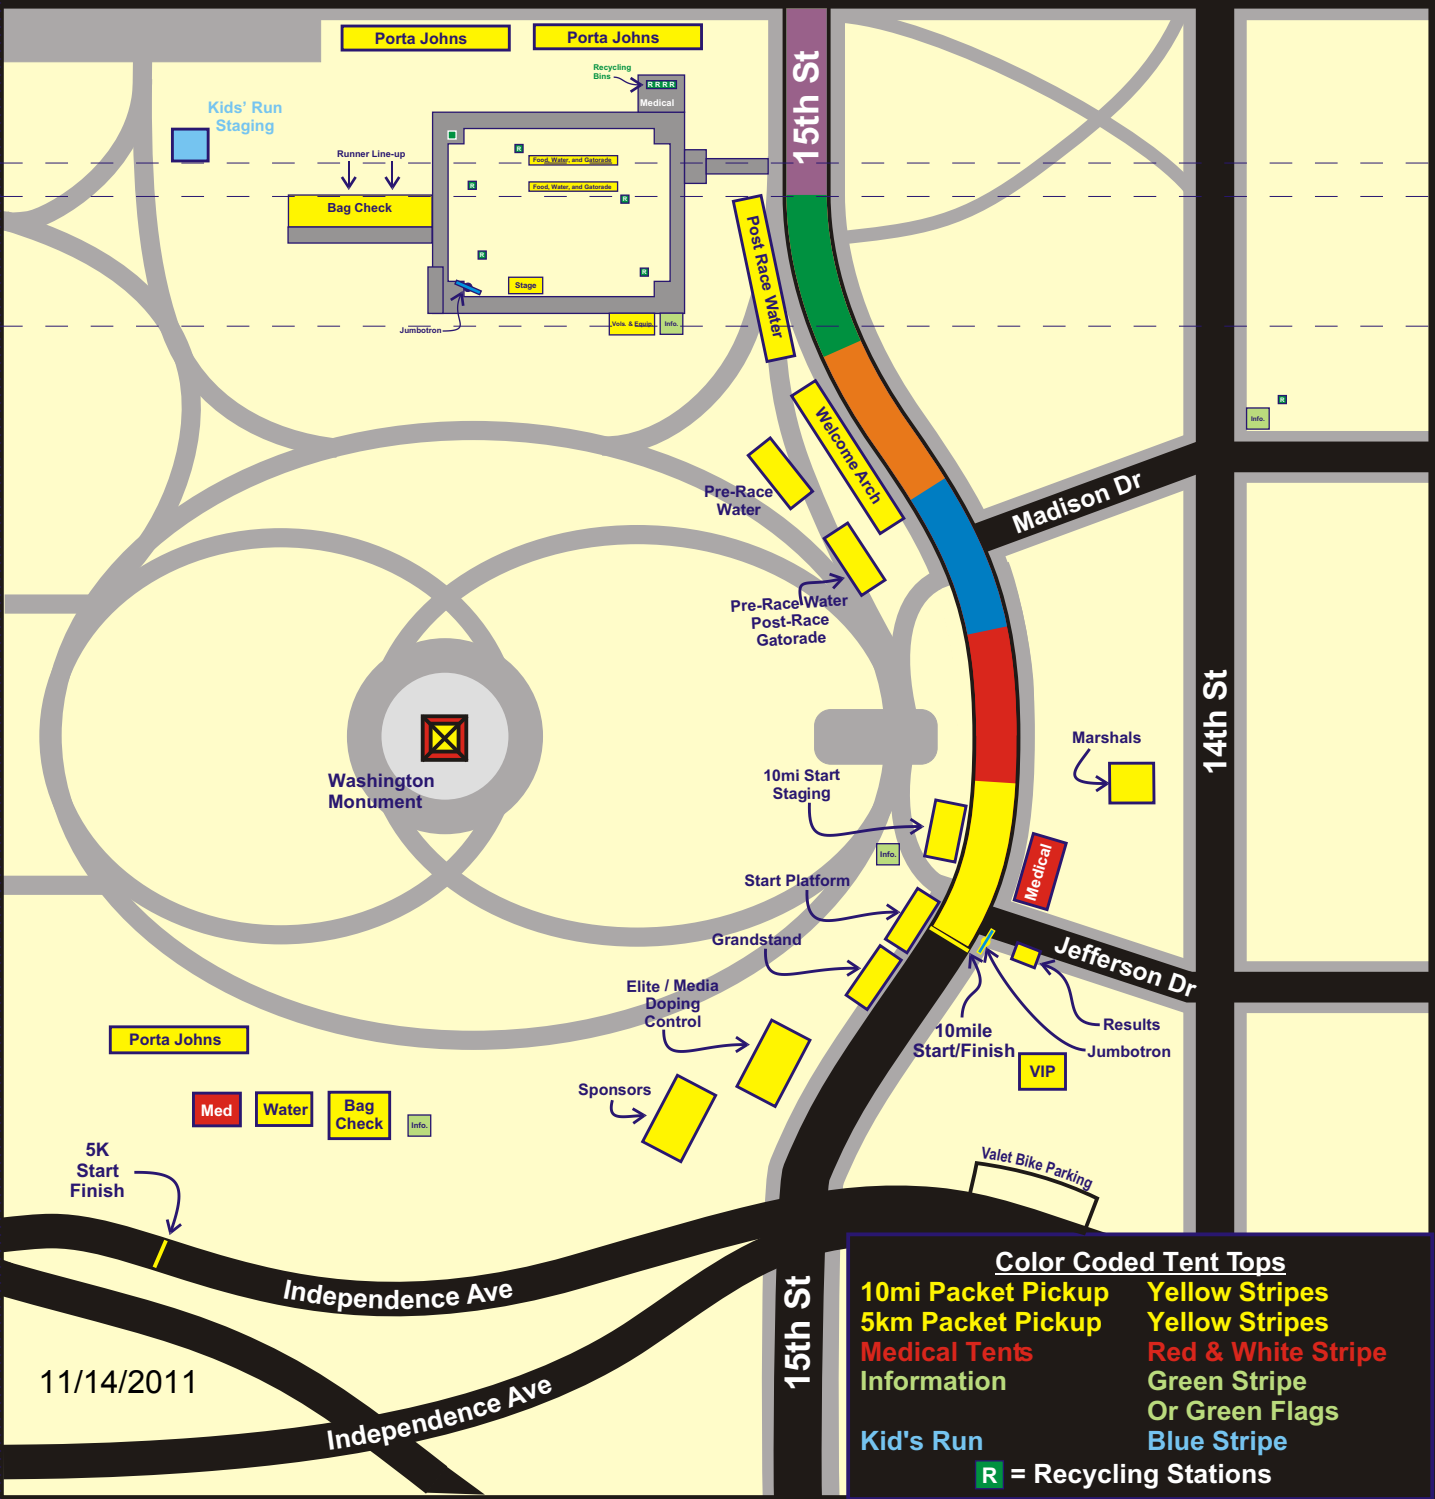 Porta Johns
Porta Johns
15th St
Recycling
Bins
R R R R
Medical
Kids' Run
Staging
Runner Line-up
Bag Check
R
Food, Water, and Gatorade
R
Food, Water, and Gatorade
R
R
R
Stage
Jumbotron
Vols. & Equip.
Info.
Post Race Water
R
Info.
Welcome Arch
Pre-Race
Water
Madison Dr
Pre-Race Water
Post-Race
Gatorade
14th St
Washington
Monument
Marshals
10mi Start
Staging
Info.
Medical
Start Platform
Grandstand
Jefferson Dr
Elite / Media
Doping
Control
10mile
Start/Finish
Results
Jumbotron
VIP
Porta Johns
Sponsors
Med
Water
Bag
Check
Info.
5K
Start
Finish
Valet Bike Parking
Independence Ave
15th St
Independence Ave
11/14/2011
Color Coded Tent Tops
10mi Packet Pickup Yellow Stripes
5km Packet Pickup Yellow Stripes
Medical Tents Red & White Stripe
Information Green Stripe
Or Green Flags
Kid's Run Blue Stripe
R = Recycling Stations